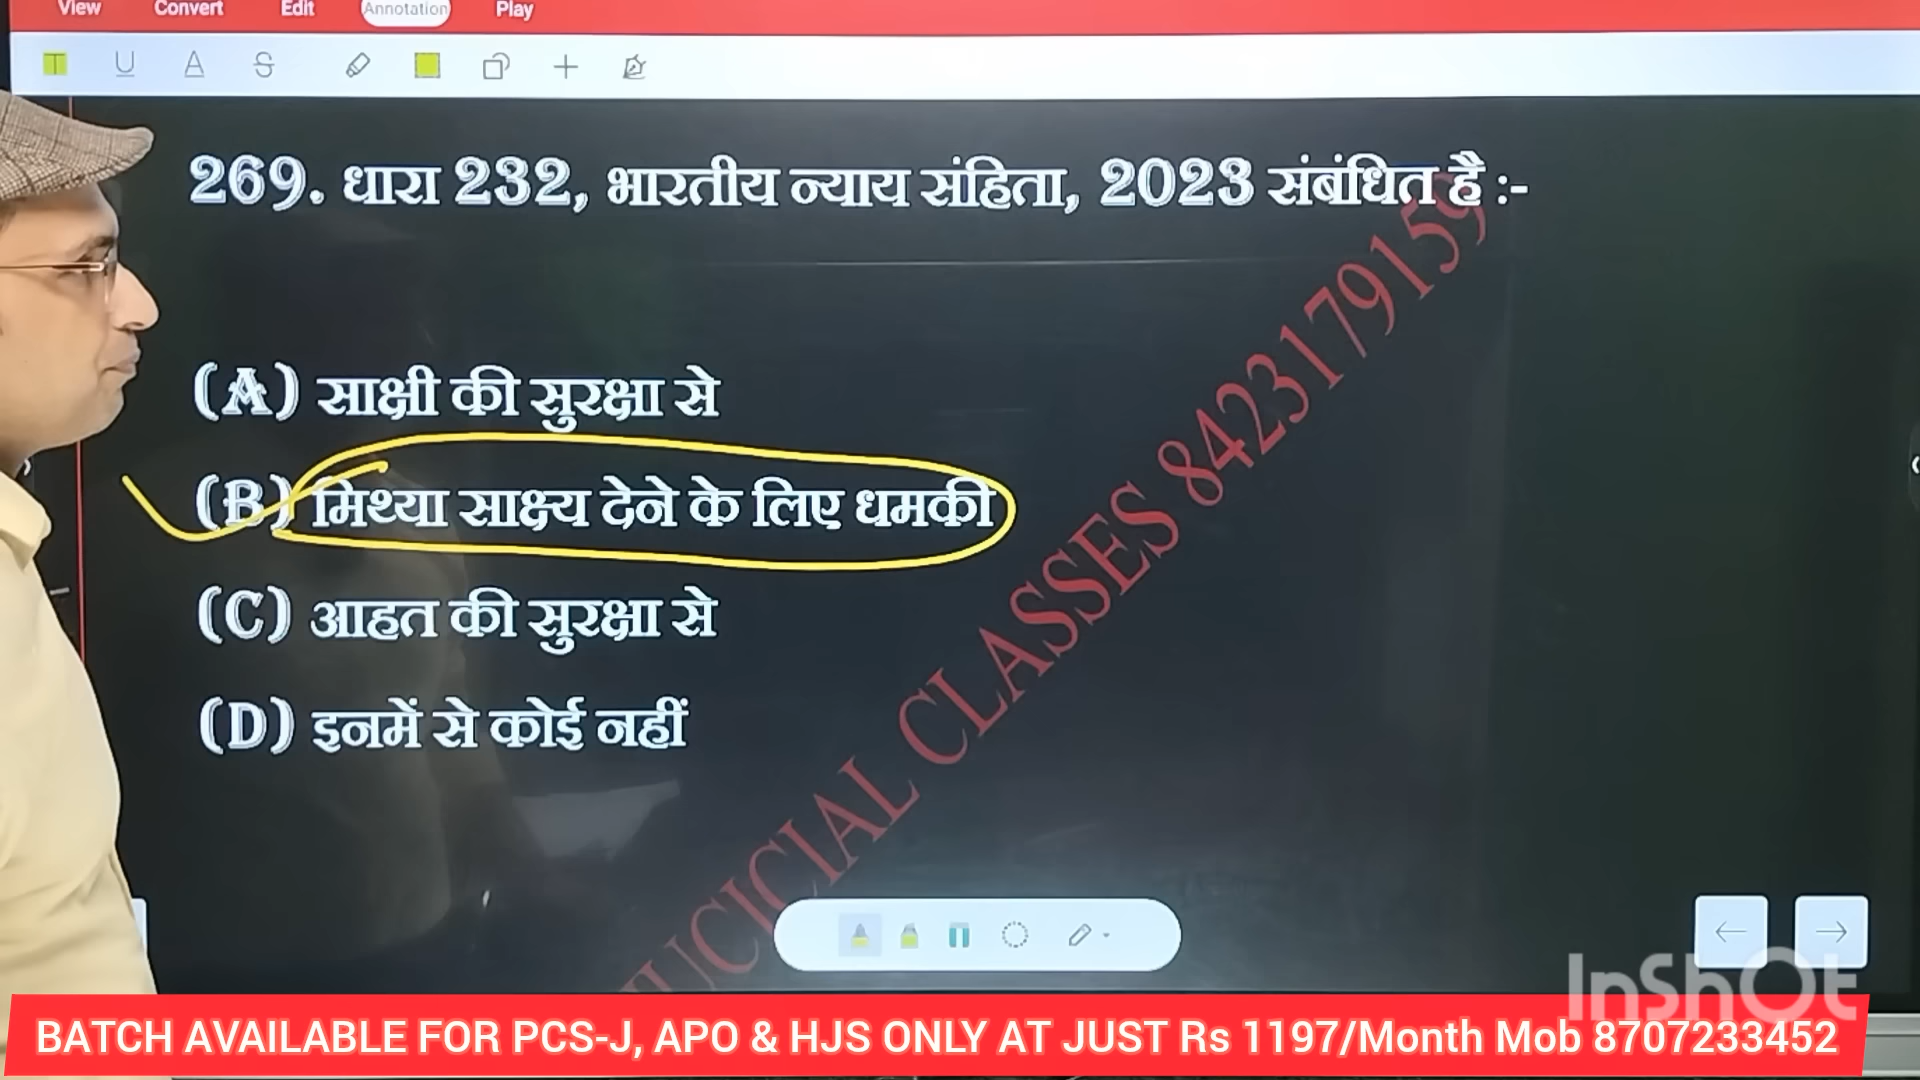 View Convert Edit Annotation Play
T U A S
269. धारा 232, भारतीय न्याय संहिता, 2023 संबंधित है :-
(A) साक्षी की सुरक्षा से
(B) मिथ्या साक्ष्य देने के लिए धमकी
(C) आहत की सुरक्षा से
(D) इनमें से कोई नहीं
JUCICIAL CLASSES 8423179159
InShOt
BATCH AVAILABLE FOR PCS-J, APO & HJS ONLY AT JUST Rs 1197/Month Mob 8707233452